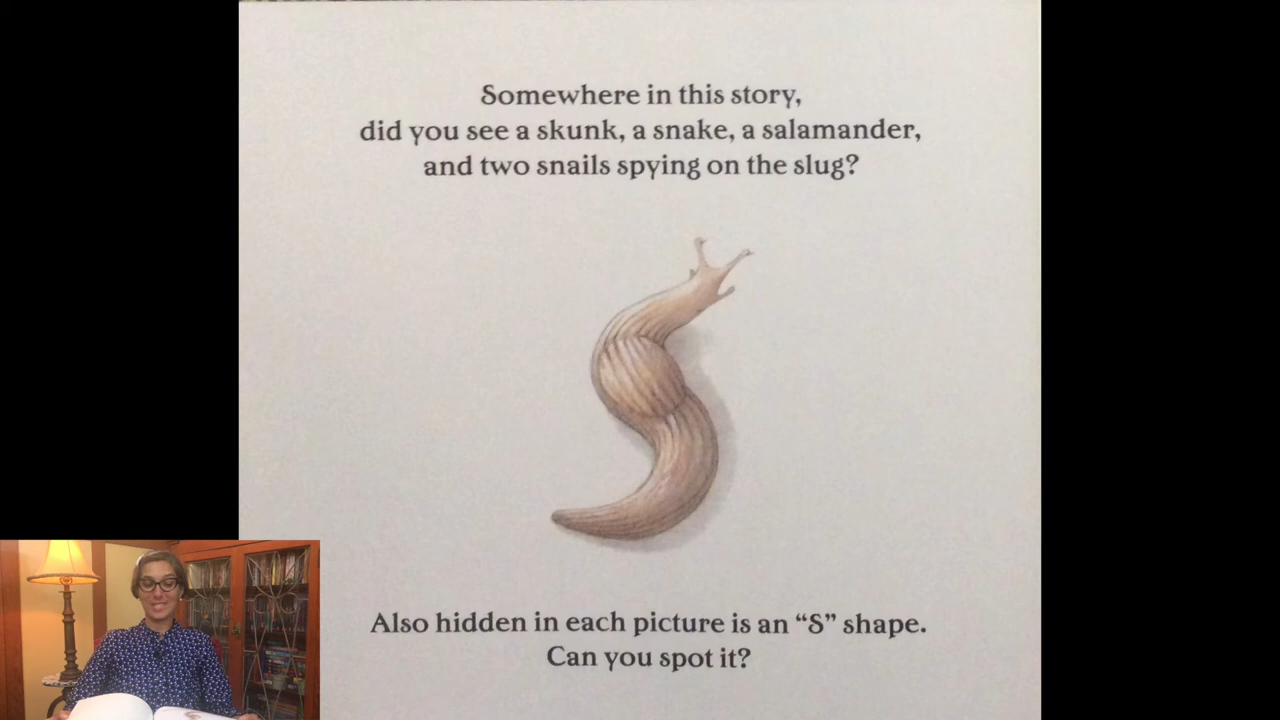 Somewhere in this story,
did you see a skunk, a snake, a salamander,
and two snails spying on the slug?
Also hidden in each picture is an “S” shape.
Can you spot it?